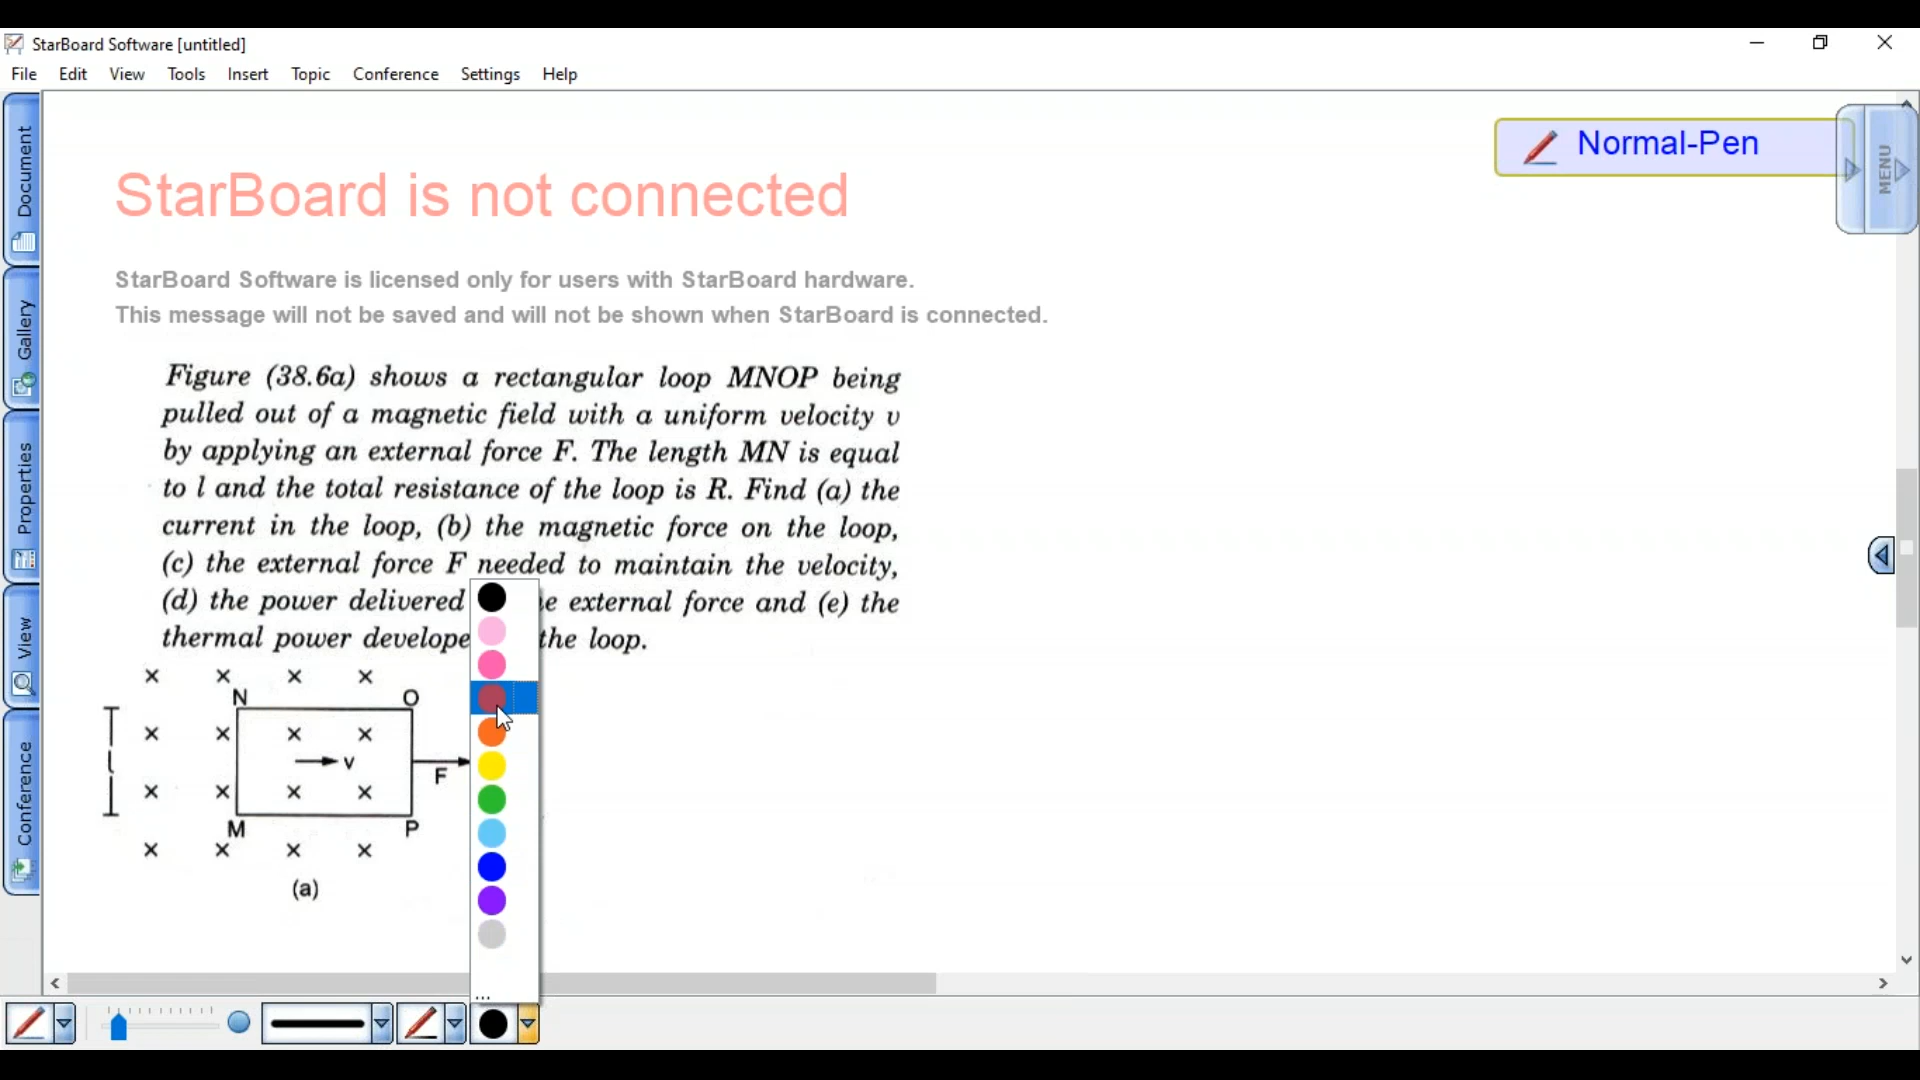 StarBoard Software [untitled]
File Edit View Tools Insert Topic Conference Settings Help
Document
Gallery
Properties
View
Conference
Normal-Pen
MENU
StarBoard is not connected
StarBoard Software is licensed only for users with StarBoard hardware.
This message will not be saved and will not be shown when StarBoard is connected.
Figure (38.6a) shows a rectangular loop MNOP being
pulled out of a magnetic field with a uniform velocity v
by applying an external force F. The length MN is equal
to l and the total resistance of the loop is R. Find (a) the
current in the loop, (b) the magnetic force on the loop,
(c) the external force F needed to maintain the velocity,
(d) the power delivered external force and (e) the
thermal power the loop.
× × × ×
N O
× × × ×
l v F
× × × ×
M P
× × × ×
(a)
...